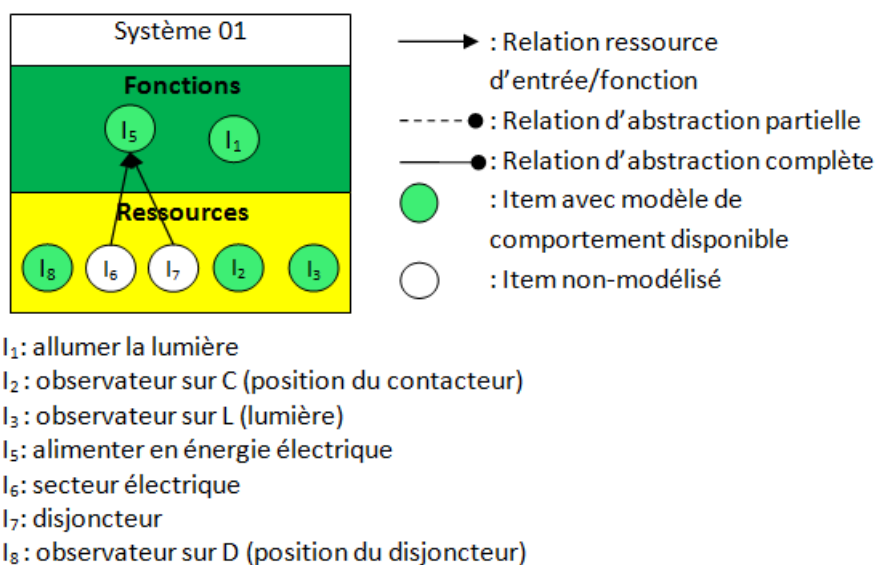 Système 01
Fonctions
I₅
I₁
Ressources
I₈ I₆ I₇ I₂ I₃
: Relation ressource
d'entrée/fonction
: Relation d'abstraction partielle
: Relation d'abstraction complète
: Item avec modèle de
comportement disponible
: Item non-modélisé
I₁: allumer la lumière
I₂ : observateur sur C (position du contacteur)
I₃ : observateur sur L (lumière)
I₅: alimenter en énergie électrique
I₆: secteur électrique
I₇: disjoncteur
I₈ : observateur sur D (position du disjoncteur)